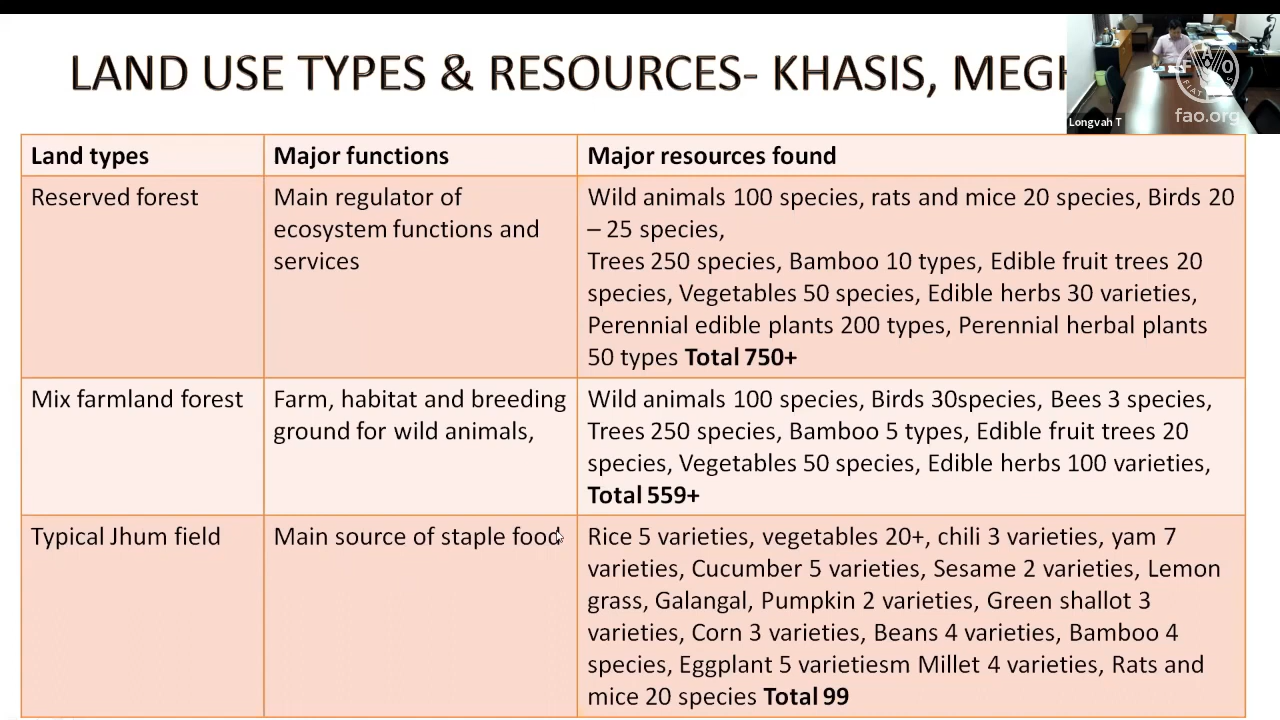 LAND USE TYPES & RESOURCES- KHASIS,
Longvah T
fao.org
Land types
Major functions
Major resources found
Reserved forest
Main regulator of
ecosystem functions and
services
Wild animals 100 species, rats and mice 20 species, Birds 20
– 25 species,
Trees 250 species, Bamboo 10 types, Edible fruit trees 20
species, Vegetables 50 species, Edible herbs 30 varieties,
Perennial edible plants 200 types, Perennial herbal plants
50 types Total 750+
Mix farmland forest
Farm, habitat and breeding
ground for wild animals,
Wild animals 100 species, Birds 30species, Bees 3 species,
Trees 250 species, Bamboo 5 types, Edible fruit trees 20
species, Vegetables 50 species, Edible herbs 100 varieties,
Total 559+
Typical Jhum field
Main source of staple food
Rice 5 varieties, vegetables 20+, chili 3 varieties, yam 7
varieties, Cucumber 5 varieties, Sesame 2 varieties, Lemon
grass, Galangal, Pumpkin 2 varieties, Green shallot 3
varieties, Corn 3 varieties, Beans 4 varieties, Bamboo 4
species, Eggplant 5 varietiesm Millet 4 varieties, Rats and
mice 20 species Total 99